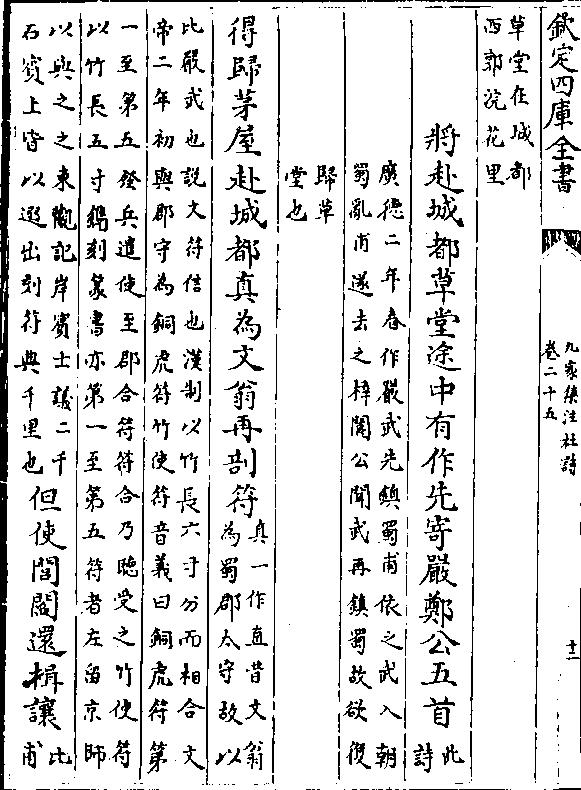 欽定四庫全書
九家集注杜詩
卷二十五
十一
草堂在城都
西郭浣花里
將赴城都草堂途中有作先寄嚴鄭公五首
此
詩
廣德二年春作嚴武先鎮蜀甫依之武入朝
蜀亂甫遂去之梓閬公聞武再鎮蜀故欲復
歸草
堂也
得歸茅屋赴城都真為文翁再剖符
真一作直昔文翁
為蜀郡太守故以
比嚴武也説文符信也漢制以竹長六寸分而相合文
帝二年初與郡守為銅虎符竹使符音義曰銅虎符第
一至第五發兵遣使至郡合符符合乃聽受之竹使符
以竹長五寸鐫刻篆書亦第一至第五符者左留京師
以與之之東觀記岸賓士議二千
石賓上皆以遐出刻符典千里也
但使閭閻還揖讓
比
甫